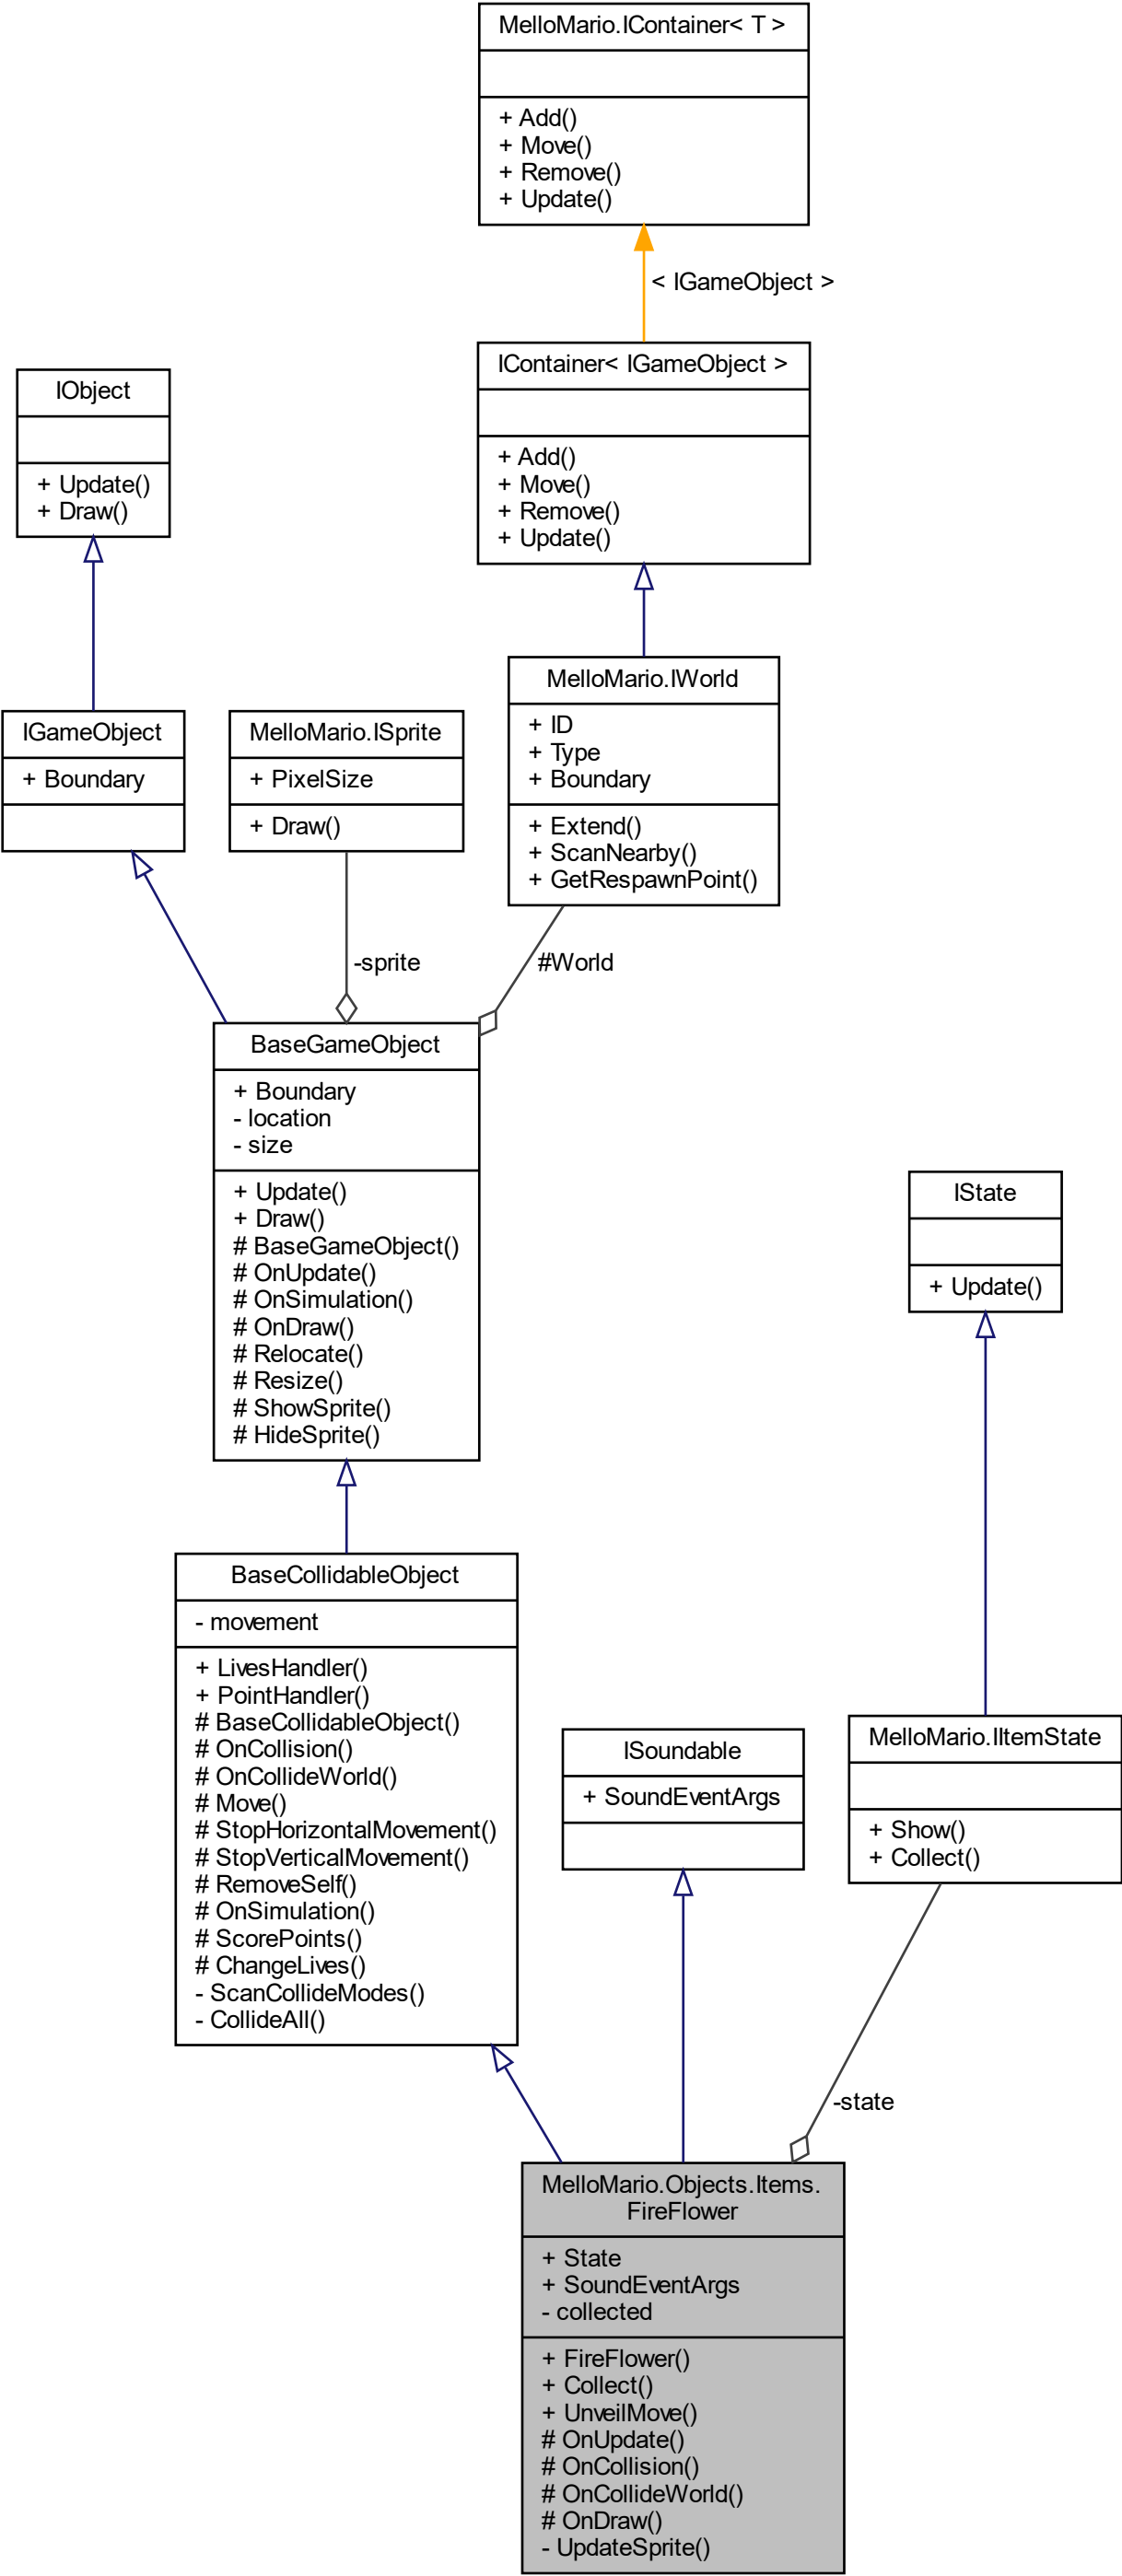 MelloMario.IContainer< T >
+ Add()
+ Move()
+ Remove()
+ Update()
< IGameObject >
IContainer< IGameObject >
+ Add()
+ Move()
+ Remove()
+ Update()
IObject
+ Update()
+ Draw()
MelloMario.IWorld
+ ID
+ Type
+ Boundary
+ Extend()
+ ScanNearby()
+ GetRespawnPoint()
IGameObject
+ Boundary
MelloMario.ISprite
+ PixelSize
+ Draw()
-sprite
#World
BaseGameObject
+ Boundary
- location
- size
+ Update()
+ Draw()
# BaseGameObject()
# OnUpdate()
# OnSimulation()
# OnDraw()
# Relocate()
# Resize()
# ShowSprite()
# HideSprite()
IState
+ Update()
BaseCollidableObject
- movement
+ LivesHandler()
+ PointHandler()
# BaseCollidableObject()
# OnCollision()
# OnCollideWorld()
# Move()
# StopHorizontalMovement()
# StopVerticalMovement()
# RemoveSelf()
# OnSimulation()
# ScorePoints()
# ChangeLives()
- ScanCollideModes()
- CollideAll()
ISoundable
+ SoundEventArgs
MelloMario.IItemState
+ Show()
+ Collect()
-state
MelloMario.Objects.Items.
FireFlower
+ State
+ SoundEventArgs
- collected
+ FireFlower()
+ Collect()
+ UnveilMove()
# OnUpdate()
# OnCollision()
# OnCollideWorld()
# OnDraw()
- UpdateSprite()